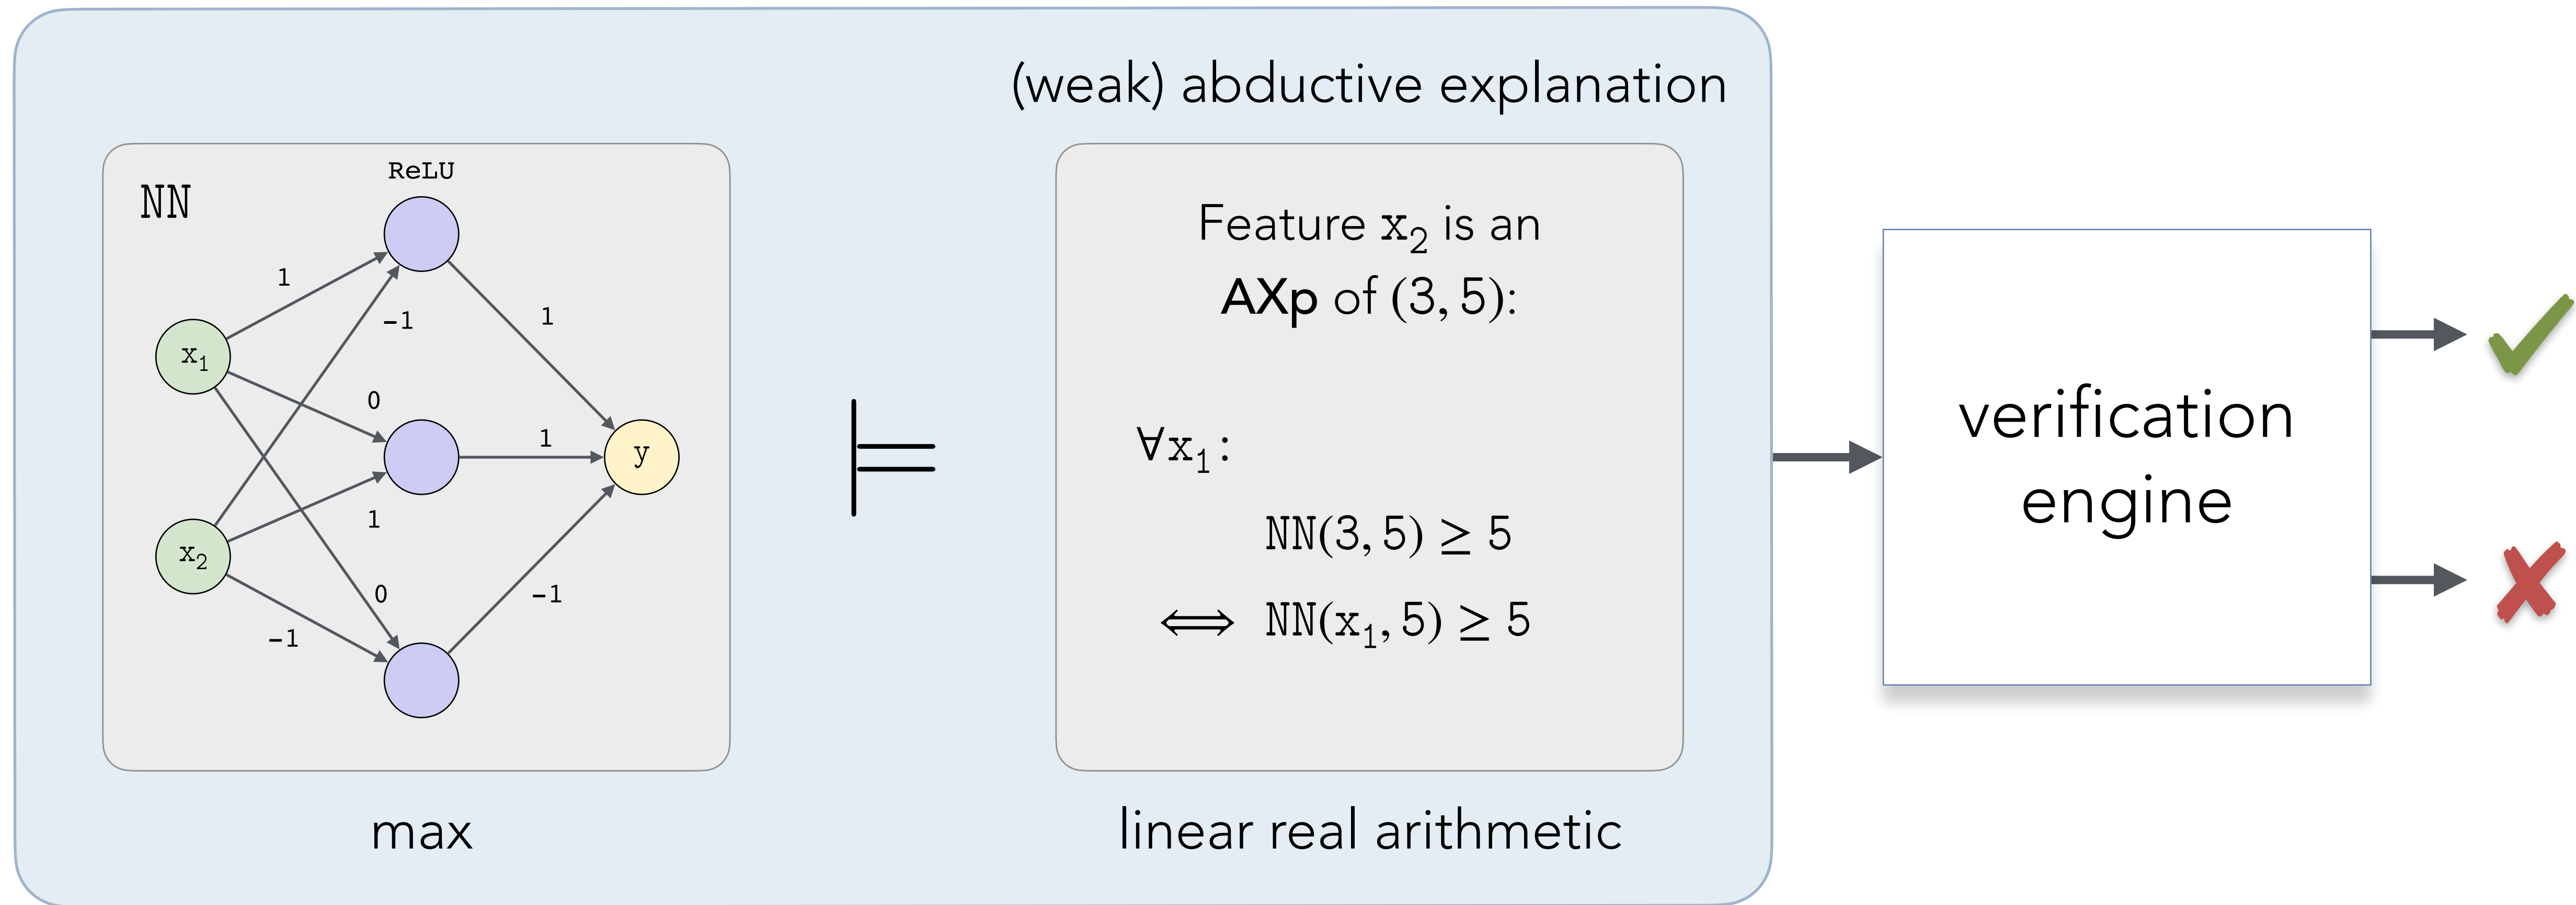 (weak) abductive explanation
NN
ReLU
1
-1
1
x₁
0
1
y
x₂
1
0
-1
-1
max
⊨
Feature x₂ is an
AXp of (3, 5):
∀x₁:
NN(3, 5) ≥ 5
⟺ NN(x₁, 5) ≥ 5
linear real arithmetic
verification
engine